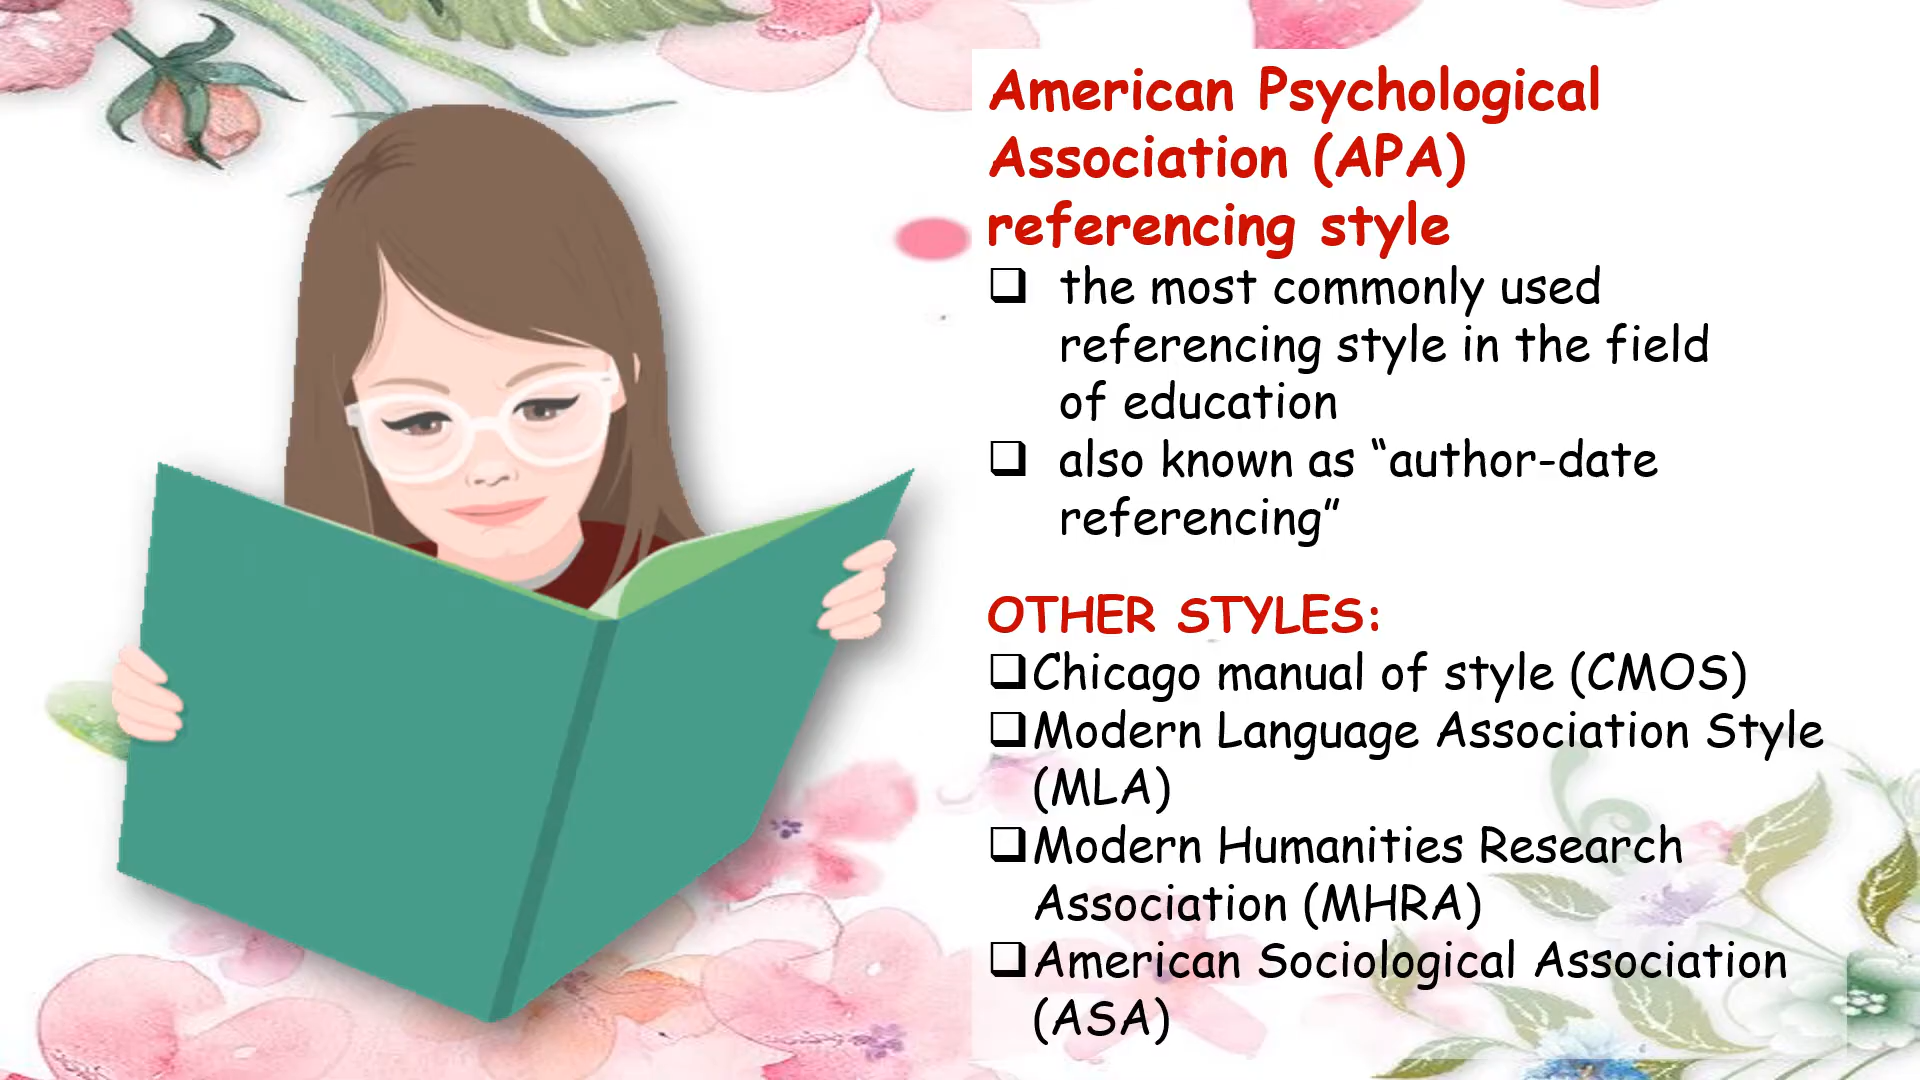 American Psychological
Association (APA)
referencing style
❑ the most commonly used
referencing style in the field
of education
❑ also known as “author-date
referencing”
OTHER STYLES:
❑Chicago manual of style (CMOS)
❑Modern Language Association Style
(MLA)
❑Modern Humanities Research
Association (MHRA)
❑American Sociological Association
(ASA)